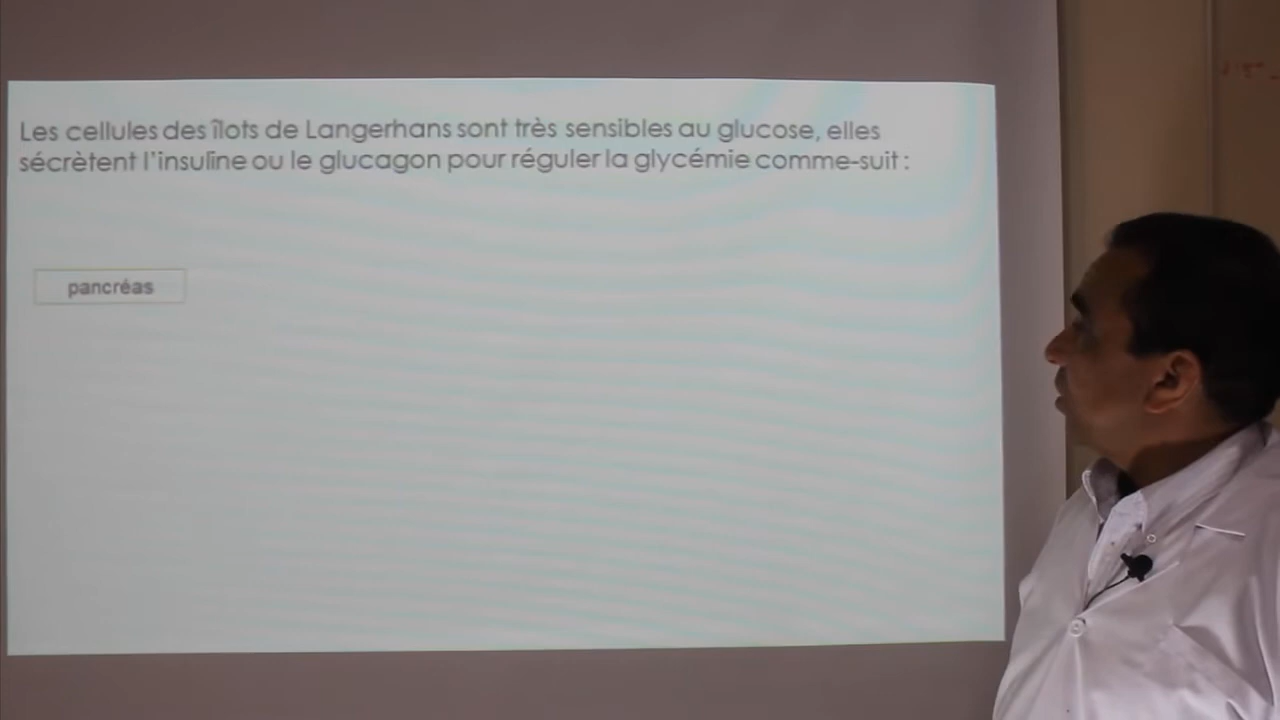 Les cellules des îlots de Langerhans sont très sensibles au glucose, elles
sécrètent l'insuline ou le glucagon pour réguler la glycémie comme-suit :
pancréas